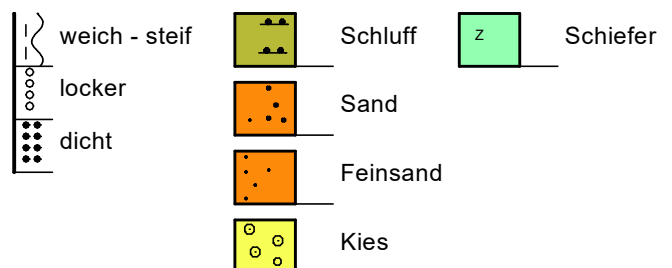 weich - steif
locker
dicht
Schluff
Sand
Feinsand
Kies
z
Schiefer